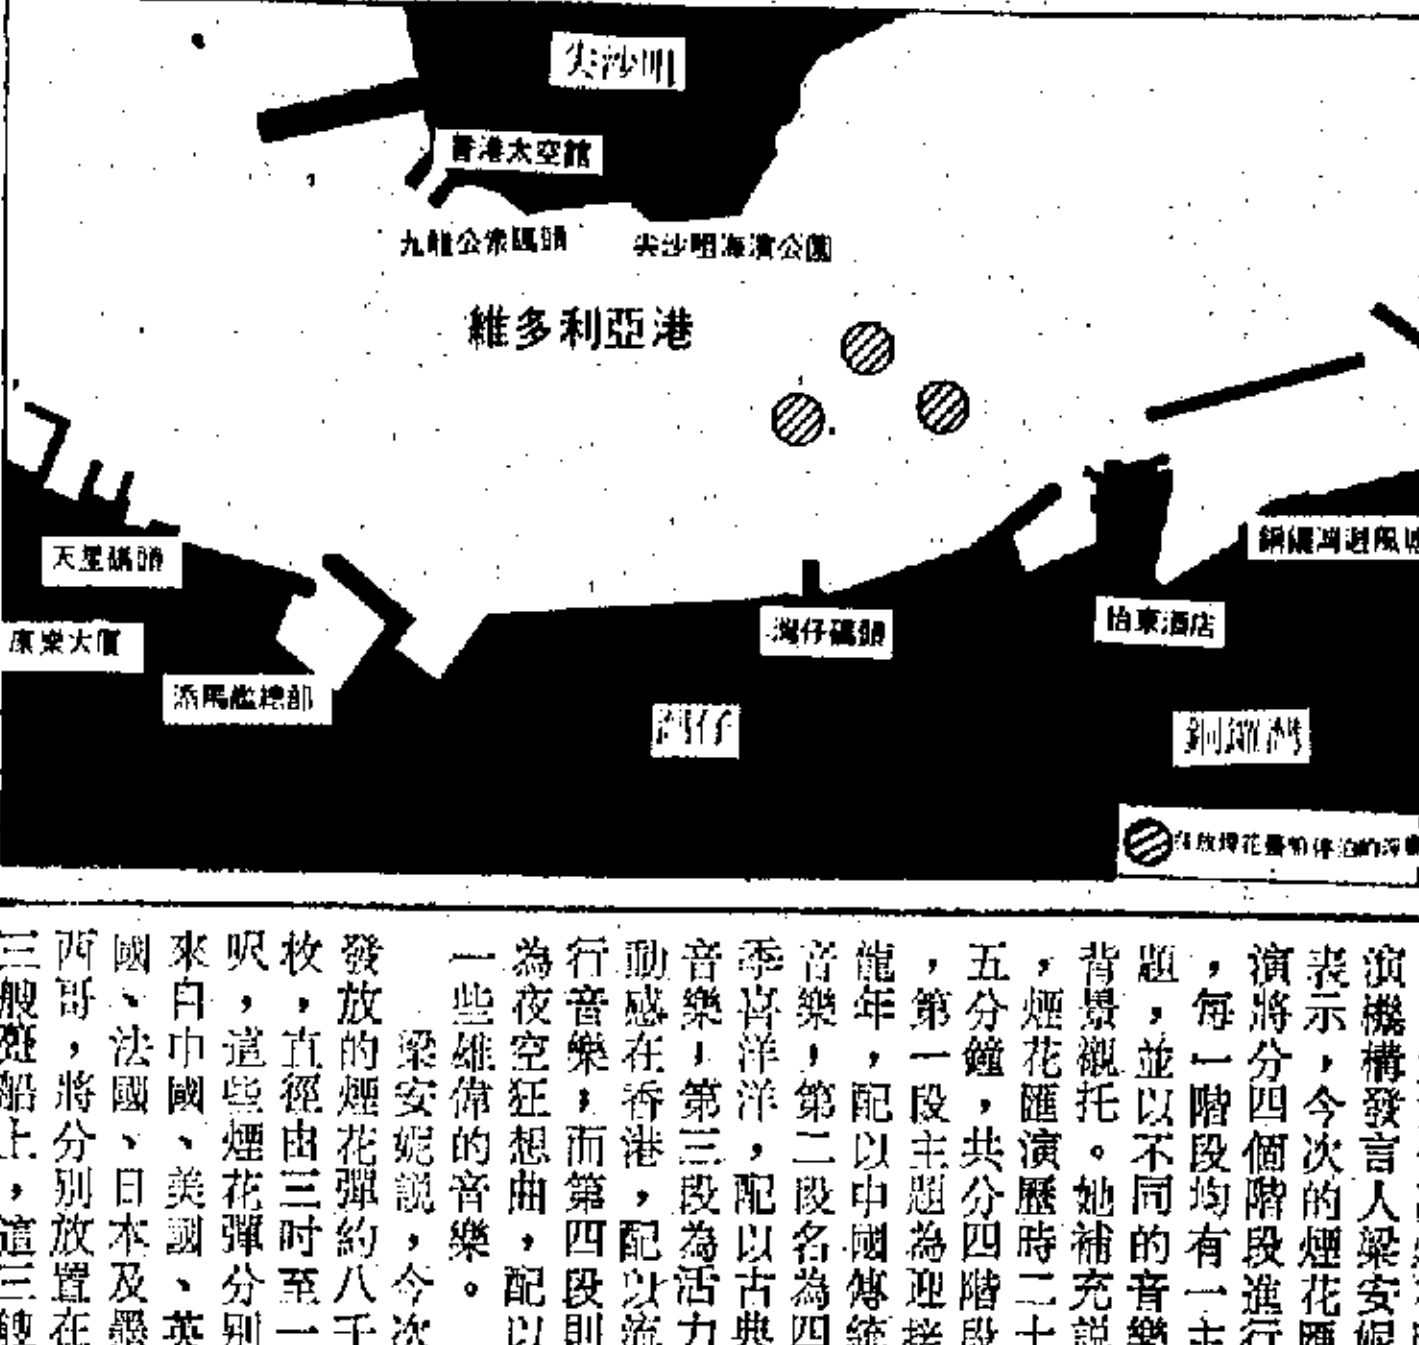 尖沙咀
香港太空館
九龍公衆碼頭
尖沙咀海濱公園
維多利亞港
天星碼頭
康樂大廈
添馬艦總部
灣仔碼頭
怡東酒店
銅鑼灣避風
灣仔
銅鑼灣
演機構發言人梁安妮
表示，今次的煙花匯
演將分四個階段進行
，每一階段均有一主
題，並以不同的音樂
背景襯托。她補充説
，煙花匯演歷時二十
五分鐘，共分四階段
，第一段主題為迎接
龍年，配以中國傳統
音樂；第二段名為四
季喜洋洋，配以古典
音樂；第三段為活力
動感在香港，配以流
行音樂；而第四段則
為夜空狂想曲，配以
一些雄偉的音樂。
梁安妮説，今次
發放的煙花彈約八千
枚，直徑由三吋至一
呎，這些煙花彈分別
來自中國、美國、英
國、法國、日本及墨
西哥，將分別放置在
三艘躉船上，這三艘